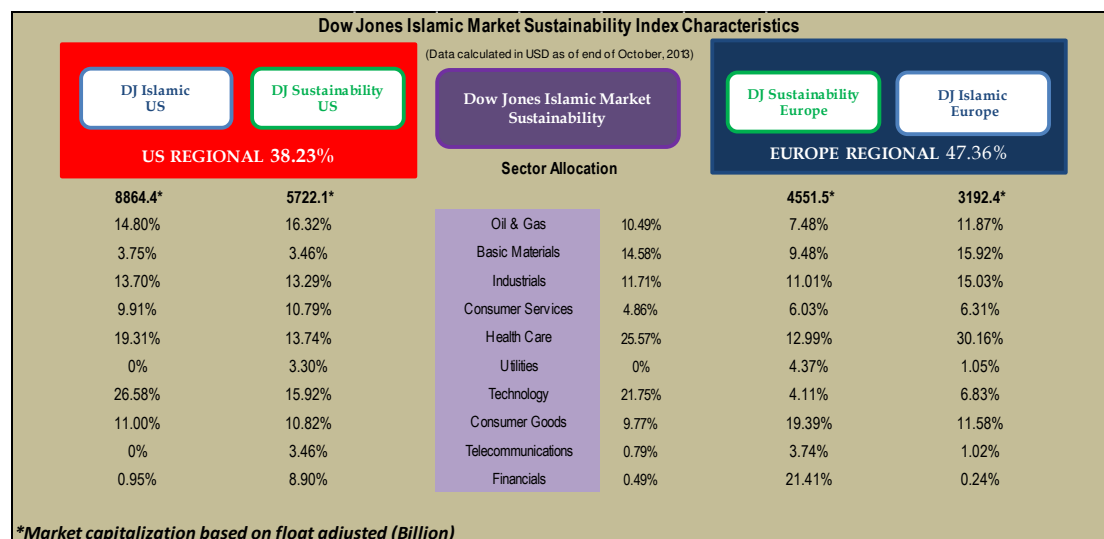 Dow Jones Islamic Market Sustainability Index Characteristics
(Data calculated in USD as of end of October, 2013)
DJ Islamic
US
DJ Sustainability
US
US REGIONAL 38.23%
Dow Jones Islamic Market
Sustainability
DJ Sustainability
Europe
DJ Islamic
Europe
EUROPE REGIONAL 47.36%
Sector Allocation
8864.4* 5722.1* 4551.5* 3192.4*
14.80% 16.32% Oil & Gas 10.49% 7.48% 11.87%
3.75% 3.46% Basic Materials 14.58% 9.48% 15.92%
13.70% 13.29% Industrials 11.71% 11.01% 15.03%
9.91% 10.79% Consumer Services 4.86% 6.03% 6.31%
19.31% 13.74% Health Care 25.57% 12.99% 30.16%
0% 3.30% Utilities 0% 4.37% 1.05%
26.58% 15.92% Technology 21.75% 4.11% 6.83%
11.00% 10.82% Consumer Goods 9.77% 19.39% 11.58%
0% 3.46% Telecommunications 0.79% 3.74% 1.02%
0.95% 8.90% Financials 0.49% 21.41% 0.24%
*Market capitalization based on float adjusted (Billion)